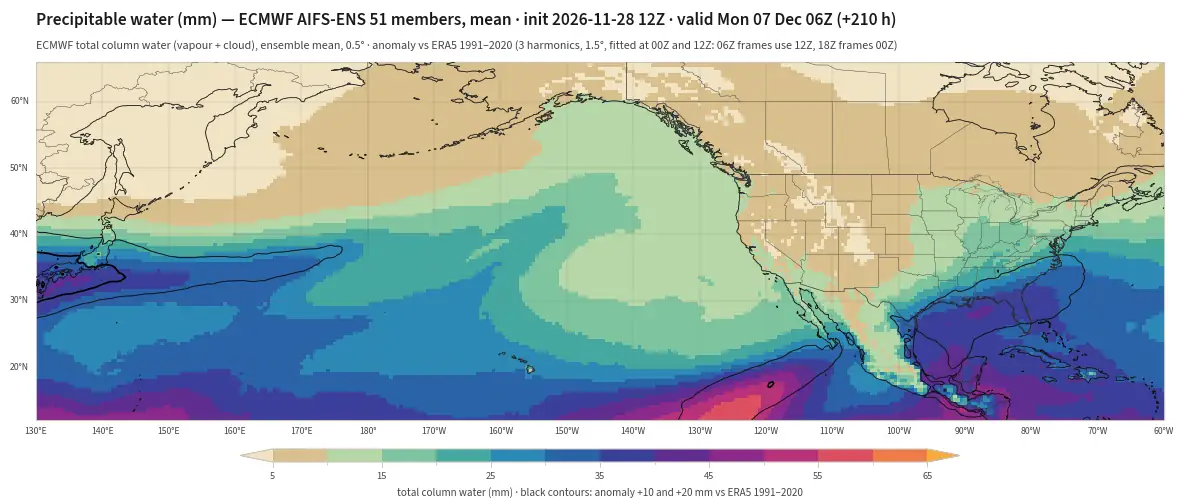 Precipitable water (mm) — ECMWF AIFS-ENS 51 members, mean · init 2026-11-28 12Z · valid Mon 07 Dec 06Z (+210 h)
ECMWF total column water (vapour + cloud), ensemble mean, 0.5° · anomaly vs ERA5 1991–2020 (3 harmonics, 1.5°, fitted at 00Z and 12Z: 06Z frames use 12Z, 18Z frames 00Z)
60°N
50°N
40°N
30°N
20°N
130°E 140°E 150°E 160°E 170°E 180° 170°W 160°W 150°W 140°W 130°W 120°W 110°W 100°W 90°W 80°W 70°W 60°W
5 15 25 35 45 55 65
total column water (mm) · black contours: anomaly +10 and +20 mm vs ERA5 1991–2020